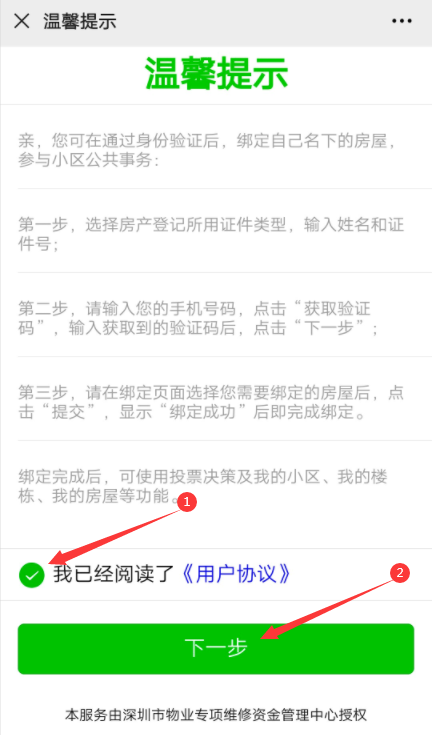 温馨提示
温馨提示
亲，您可在通过身份验证后，绑定自己名下的房屋，
参与小区公共事务：
第一步，选择房产登记所用证件类型，输入姓名和证
件号；
第二步，请输入您的手机号码，点击“获取验证
码”，输入获取到的验证码后，点击“下一步”；
第三步，请在绑定页面选择您需要绑定的房屋后，点
击“提交”，显示“绑定成功”后即完成绑定。
绑定完成后，可使用投票决策及我的小区、我的楼
栋、我的房屋等功能。
1
我已经阅读了《用户协议》
2
下一步
本服务由深圳市物业专项维修资金管理中心授权